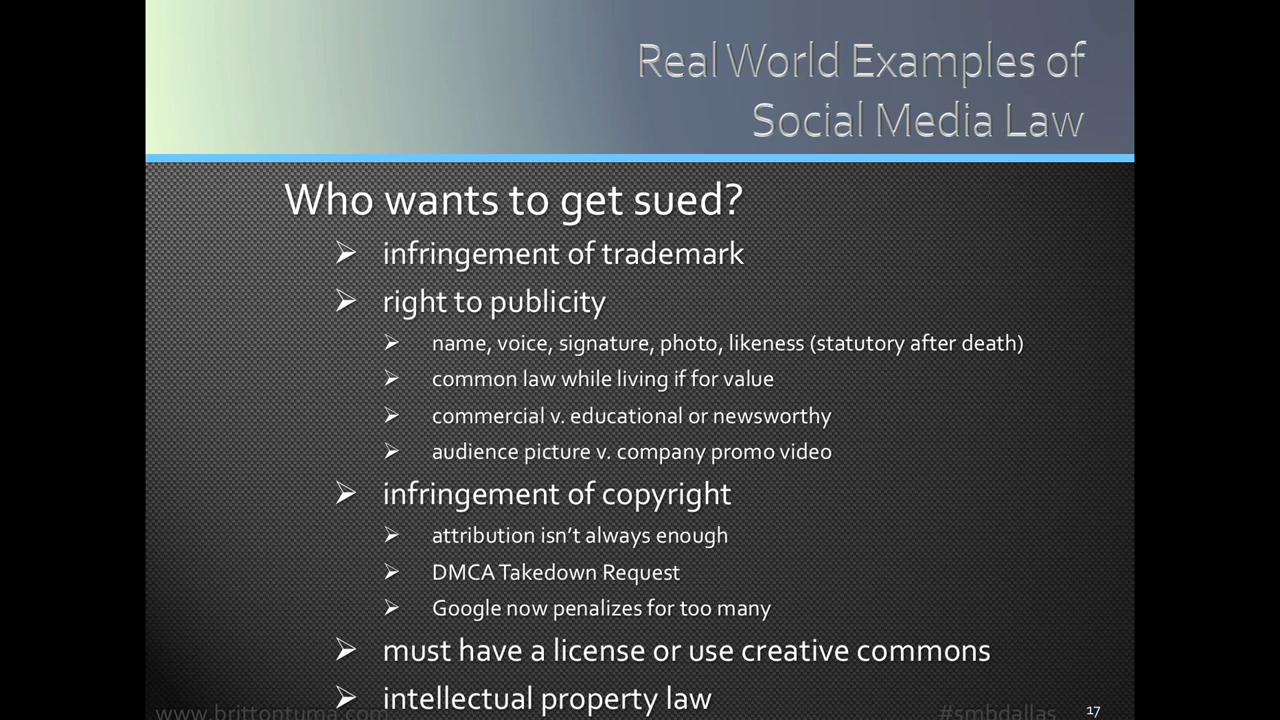 Real World Examples of
Social Media Law
Who wants to get sued?
➢ infringement of trademark
➢ right to publicity
➢ name, voice, signature, photo, likeness (statutory after death)
➢ common law while living if for value
➢ commercial v. educational or newsworthy
➢ audience picture v. company promo video
➢ infringement of copyright
➢ attribution isn’t always enough
➢ DMCA Takedown Request
➢ Google now penalizes for too many
➢ must have a license or use creative commons
➢ intellectual property law
www.brittontuma.com
#smbdallas
17